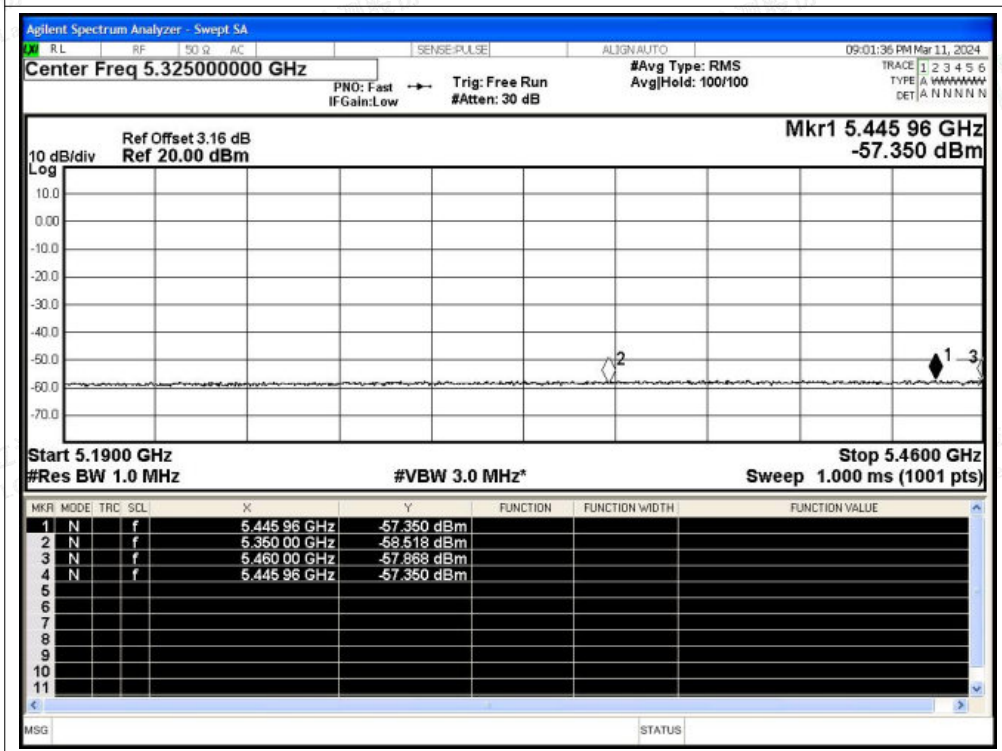 Agilent Spectrum Analyzer - Swept SA
RL RF 50 Ω AC SENSE:PULSE ALIGN AUTO 09:01:36 PM Mar 11, 2024
Center Freq 5.325000000 GHz
PNO: Fast
IFGain:Low
Trig: Free Run
#Atten: 30 dB
#Avg Type: RMS
Avg|Hold: 100/100
TRACE 1 2 3 4 5 6
TYPE A WWWWW
DET A N N N N N
Ref Offset 3.16 dB
Ref 20.00 dBm
10 dB/div
Log
Mkr1 5.445 96 GHz
-57.350 dBm
10.0
0.00
-10.0
-20.0
-30.0
-40.0
-50.0
-60.0
-70.0
2
1
3
Start 5.1900 GHz
Stop 5.4600 GHz
#Res BW 1.0 MHz
#VBW 3.0 MHz*
Sweep 1.000 ms (1001 pts)
MKR MODE TRC SCL X Y FUNCTION FUNCTION WIDTH FUNCTION VALUE
1 N f 5.445 96 GHz -57.350 dBm
2 N f 5.350 00 GHz -58.518 dBm
3 N f 5.460 00 GHz -57.868 dBm
4 N f 5.445 96 GHz -57.350 dBm
5
6
7
8
9
10
11
MSG STATUS